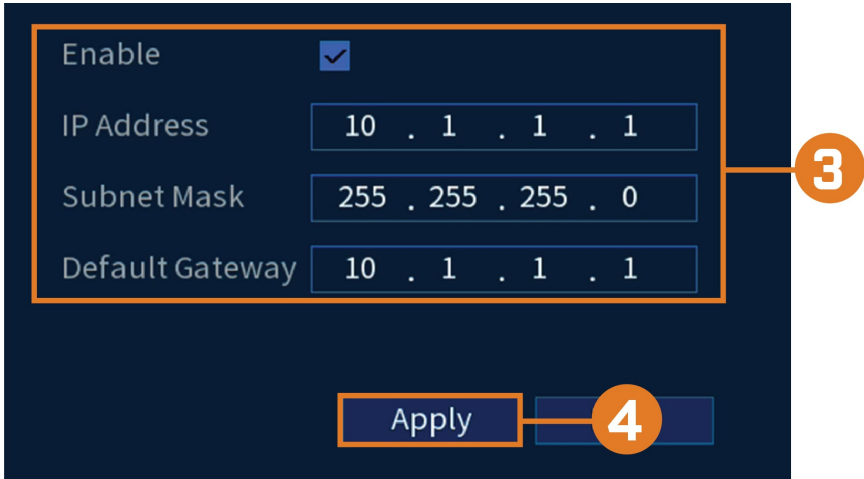 Enable
IP Address 10 . 1 . 1 . 1
3
Subnet Mask 255 . 255 . 255 . 0
Default Gateway 10 . 1 . 1 . 1
Apply 4